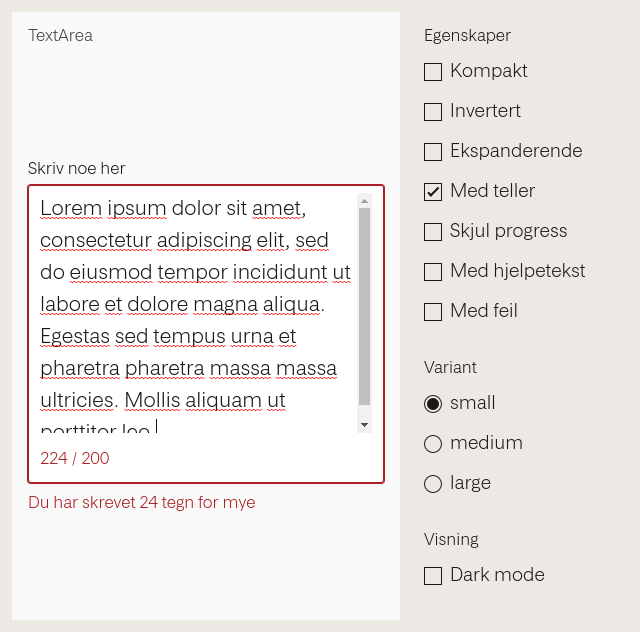 TextArea
Skriv noe her
Lorem ipsum dolor sit amet,
consectetur adipiscing elit, sed
do eiusmod tempor incididunt ut
labore et dolore magna aliqua.
Egestas sed tempus urna et
pharetra pharetra massa massa
ultricies. Mollis aliquam ut
porttitor leo.
224 / 200
Du har skrevet 24 tegn for mye
Egenskaper
Kompakt
Invertert
Ekspanderende
Med teller
Skjul progress
Med hjelpetekst
Med feil
Variant
small
medium
large
Visning
Dark mode